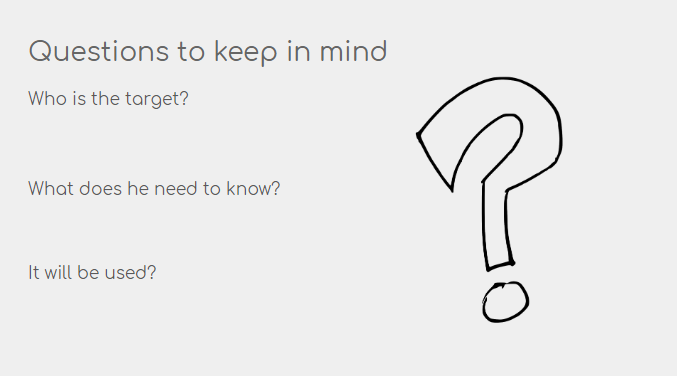 Questions to keep in mind
Who is the target?
What does he need to know?
It will be used?